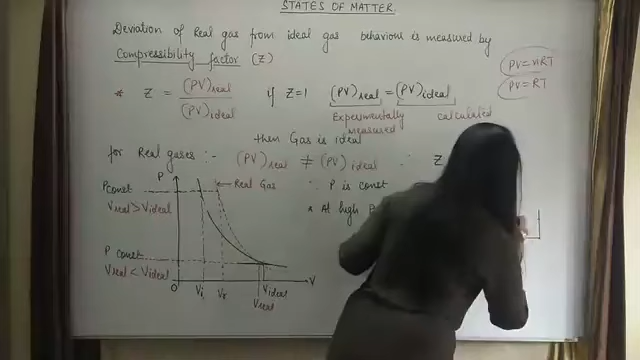 STATES OF MATTER
Deviation of Real gas from ideal gas behaviour is measured by
Compressibility factor (Z)
PV=nRT
PV=RT
* Z = (PV)real / (PV)ideal if Z=1 (PV)real = (PV)ideal
Experimentally measured calculated
then Gas is ideal
for Real gases :- (PV)real ≠ (PV)ideal ∴ Z
P
Real Gas
P const
Vreal > Videal
∵ P is const
* At high P
P const
Vreal < Videal
O Vi Vr Videal V
Vreal